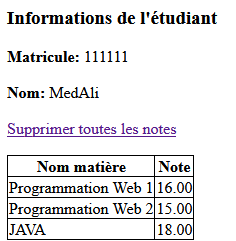 Informations de l'étudiant
Matricule: 111111
Nom: MedAli
Supprimer toutes les notes
Nom matière Note
Programmation Web 1 16.00
Programmation Web 2 15.00
JAVA 18.00